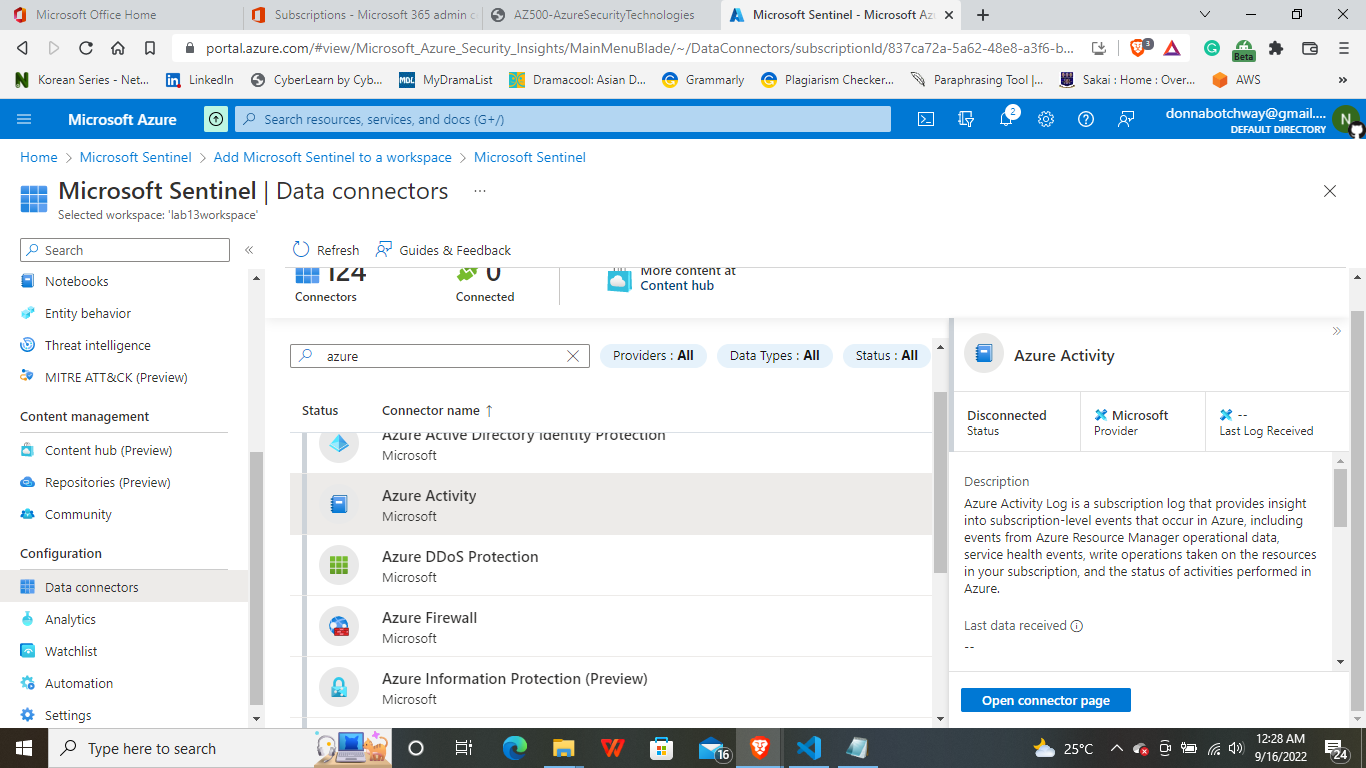 Microsoft Office Home
Subscriptions - Microsoft 365 admin c
AZ500-AzureSecurityTechnologies
Microsoft Sentinel - Microsoft Az
portal.azure.com/#view/Microsoft_Azure_Security_Insights/MainMenuBlade/~/DataConnectors/subscriptionId/837ca72a-5a62-48e8-a3f6-b...
3
Beta
Korean Series - Net...
LinkedIn
CyberLearn by Cyb...
MDL
MyDramaList
Dramacool: Asian D...
Grammarly
Plagiarism Checker...
Paraphrasing Tool |...
Sakai : Home : Over...
AWS
»
Microsoft Azure
Search resources, services, and docs (G+/)
2
donnabotchway@gmail....
DEFAULT DIRECTORY
N
Home > Microsoft Sentinel > Add Microsoft Sentinel to a workspace > Microsoft Sentinel
Microsoft Sentinel | Data connectors ...
Selected workspace: 'lab13workspace'
Search
«
Refresh
Guides & Feedback
Notebooks
Entity behavior
Threat intelligence
MITRE ATT&CK (Preview)
Content management
Content hub (Preview)
Repositories (Preview)
Community
Configuration
Data connectors
Analytics
Watchlist
Automation
Settings
124
Connectors
0
Connected
More content at
Content hub
azure
Providers : All
Data Types : All
Status : All
Status
Connector name ↑
Azure Active Directory Identity Protection
Microsoft
Azure Activity
Microsoft
Azure DDoS Protection
Microsoft
Azure Firewall
Microsoft
Azure Information Protection (Preview)
Microsoft
»
Azure Activity
Disconnected
Status
Microsoft
Provider
--
Last Log Received
Description
Azure Activity Log is a subscription log that provides insight
into subscription-level events that occur in Azure, including
events from Azure Resource Manager operational data,
service health events, write operations taken on the resources
in your subscription, and the status of activities performed in
Azure.
Last data received
--
Open connector page
Type here to search
16
25°C
12:28 AM
9/16/2022
24